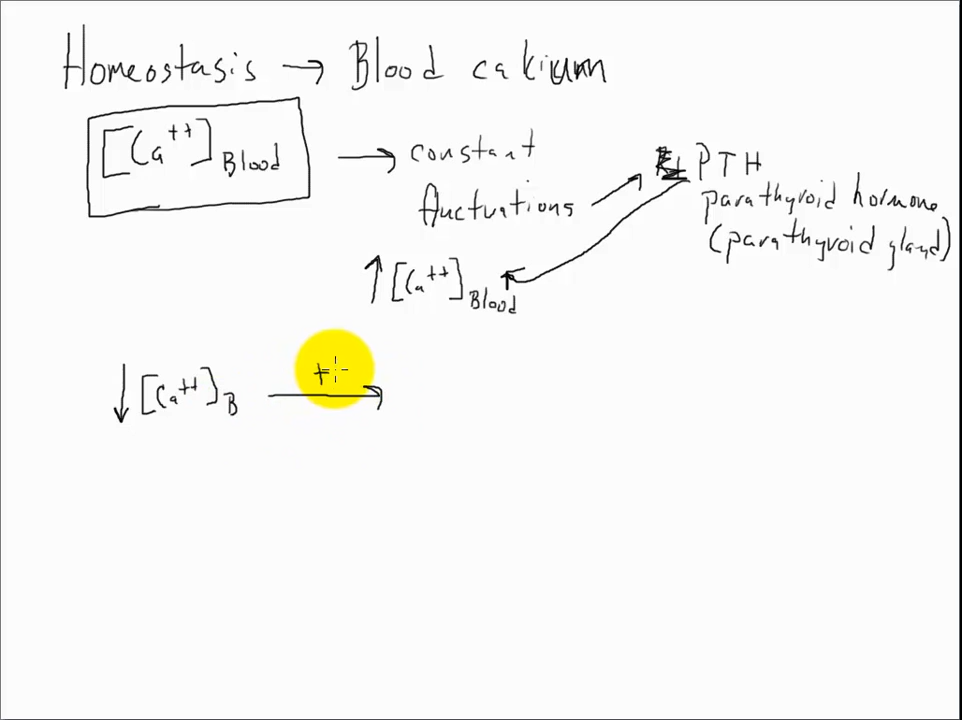 Homeostasis → Blood calcium
[Ca++]Blood → constant fluctuations
PTH
parathyroid hormone
(parathyroid gland)
↑ [Ca++]Blood
+
↓ [Ca++]B →